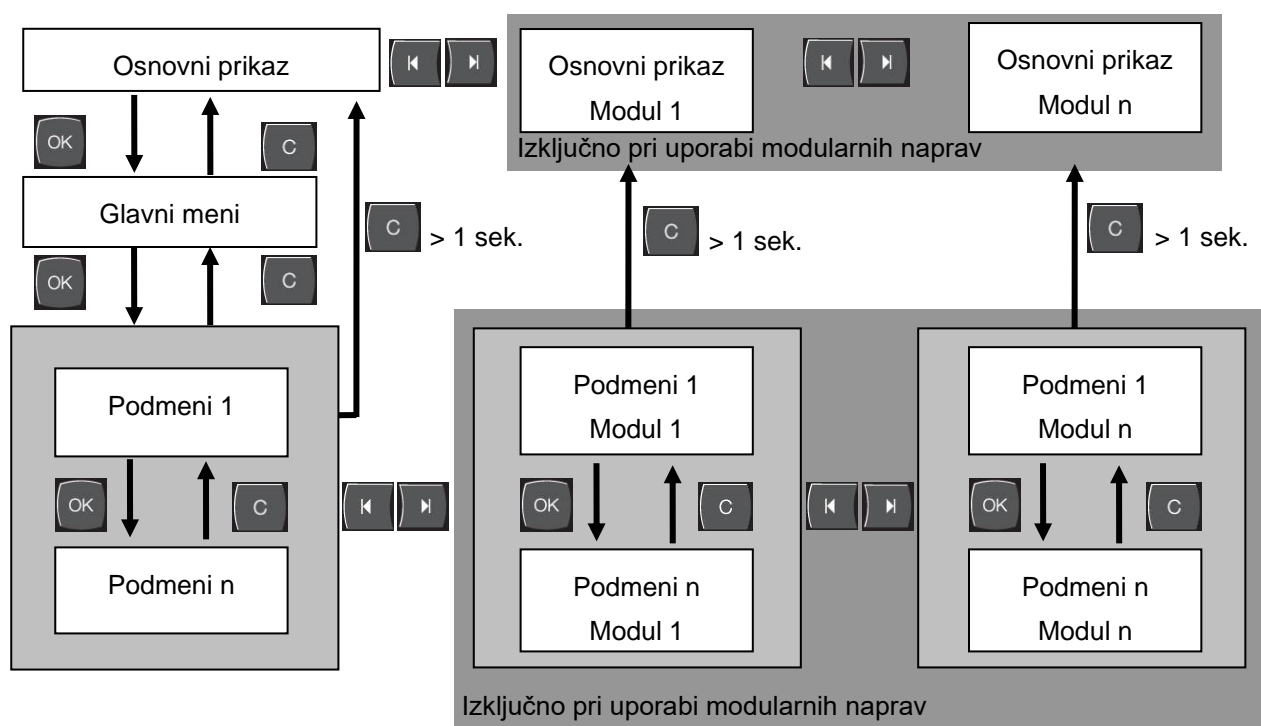 Osnovni prikaz
Osnovni prikaz
Modul 1
Osnovni prikaz
Modul n
Izključno pri uporabi modularnih naprav
OK
C
Glavni meni
C
> 1 sek.
C
> 1 sek.
C
> 1 sek.
OK
C
Podmeni 1
Podmeni 1
Modul 1
Podmeni 1
Modul n
OK
C
OK
C
OK
C
Podmeni n
Podmeni n
Modul 1
Podmeni n
Modul n
Izključno pri uporabi modularnih naprav